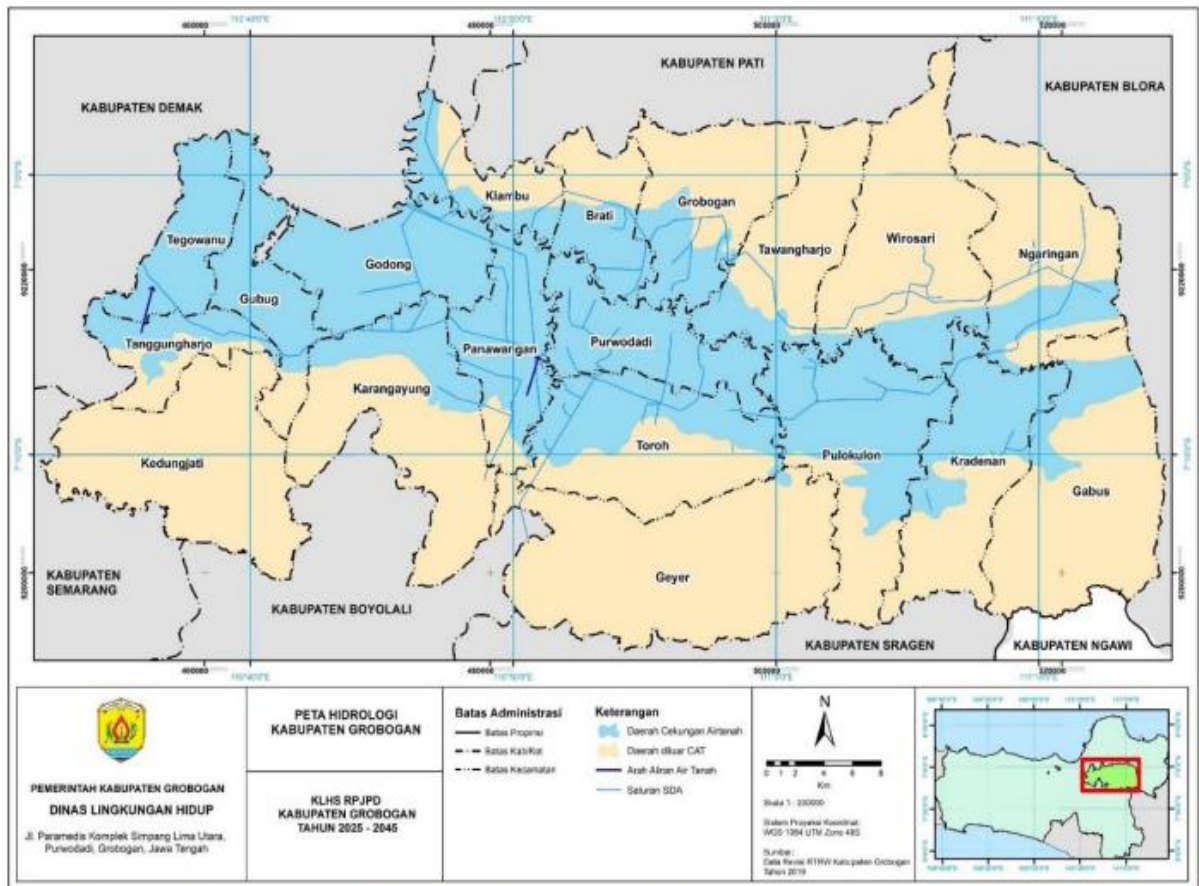 KABUPATEN PATI
KABUPATEN BLORA
KABUPATEN DEMAK
Klambu
Brati
Grobogan
Tegowanu
Tawangharjo
Wirosari
Ngaringan
Godong
Gubug
Tanggungharjo
Panawangan
Purwodadi
Karangayung
Toroh
Kedungjati
Pulokulon
Kradenan
Gabus
Geyer
KABUPATEN
SEMARANG
KABUPATEN BOYOLALI
KABUPATEN SRAGEN
KABUPATEN NGAWI
PEMERINTAH KABUPATEN GROBOGAN
DINAS LINGKUNGAN HIDUP
Jl. Paramedis Komplek Simpang Lima Utara,
Purwodadi, Grobogan, Jawa Tengah
PETA HIDROLOGI
KABUPATEN GROBOGAN
KLHS RPJPD
KABUPATEN GROBOGAN
TAHUN 2025 - 2045
Batas Administrasi
Batas Propinsi
Batas Kab/Kot
Batas Kecamatan
Keterangan
Daerah Cekungan Airtanah
Daerah diluar CAT
Arah Aliran Air Tanah
Saluran SDA
N
0 1 2 4 6 8
Km
Sistem Proyeksi Koordinat:
WGS 1984 UTM Zone 49S
Sumber:
Data Revisi RTRW Kabupaten Grobogan
Tahun 2019